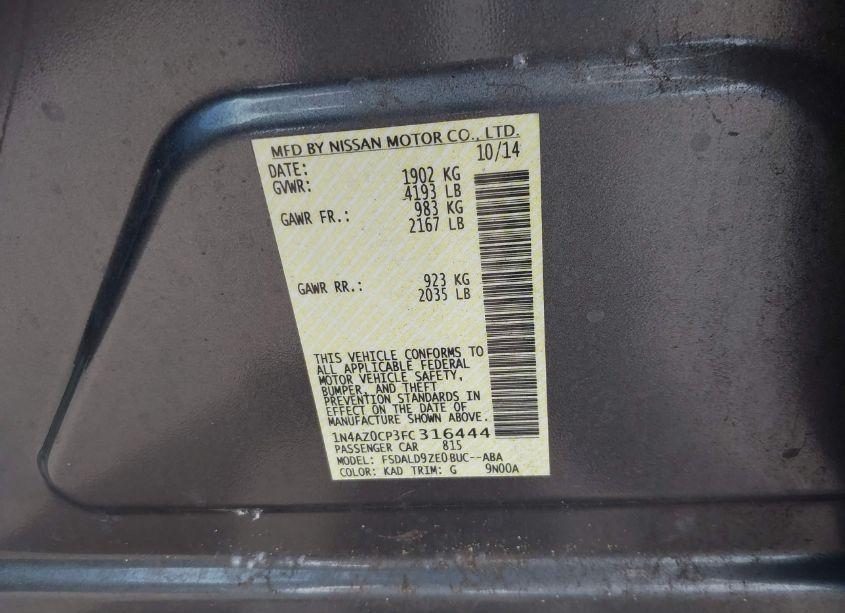 MFD BY NISSAN MOTOR CO., LTD.
DATE: 10/14
GVWR: 1902 KG
4193 LB
GAWR FR.: 983 KG
2167 LB
GAWR RR.: 923 KG
2035 LB
THIS VEHICLE CONFORMS TO
ALL APPLICABLE FEDERAL
MOTOR VEHICLE SAFETY,
BUMPER, AND THEFT
PREVENTION STANDARDS IN
EFFECT ON THE DATE OF
MANUFACTURE SHOWN ABOVE.
1N4AZ0CP3FC316444
PASSENGER CAR 815
MODEL: FSDALD9ZE0BUC--ABA
COLOR: KAD TRIM: G 9N00A